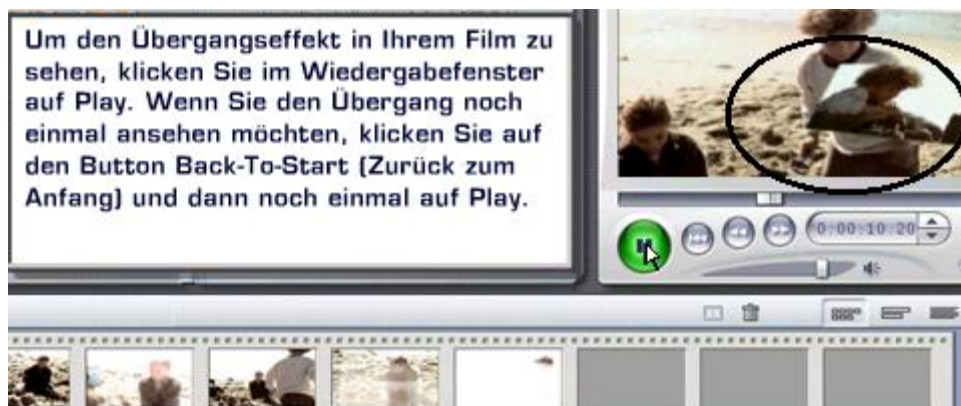 Um den Übergangseffekt in Ihrem Film zu
sehen, klicken Sie im Wiedergabefenster
auf Play. Wenn Sie den Übergang noch
einmal ansehen möchten, klicken Sie auf
den Button Back-To-Start (Zurück zum
Anfang) und dann noch einmal auf Play.
0:00:10:20